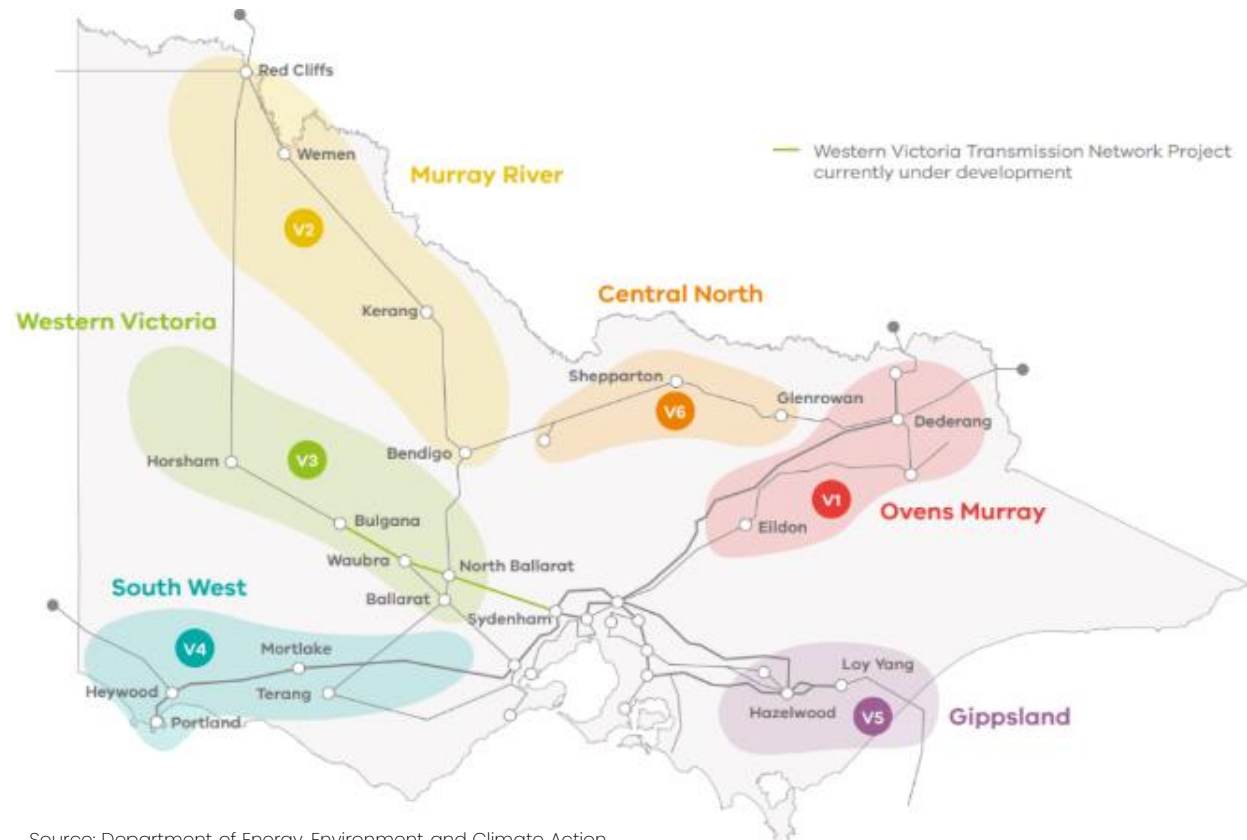 Red Cliffs
Wemen
Murray River
Western Victoria Transmission Network Project
currently under development
V2
Central North
Kerang
Western Victoria
Shepparton
Glenrowan
V6
Dederang
Bendigo
Horsham
V3
V1
Ovens Murray
Bulgana
Eildon
Waubra
North Ballarat
South West
Ballarat
Sydenham
V4
Mortlake
Loy Yang
Heywood
Terang
Hazelwood
V5
Gippsland
Portland
Source: Department of Energy, Environment and Climate Action